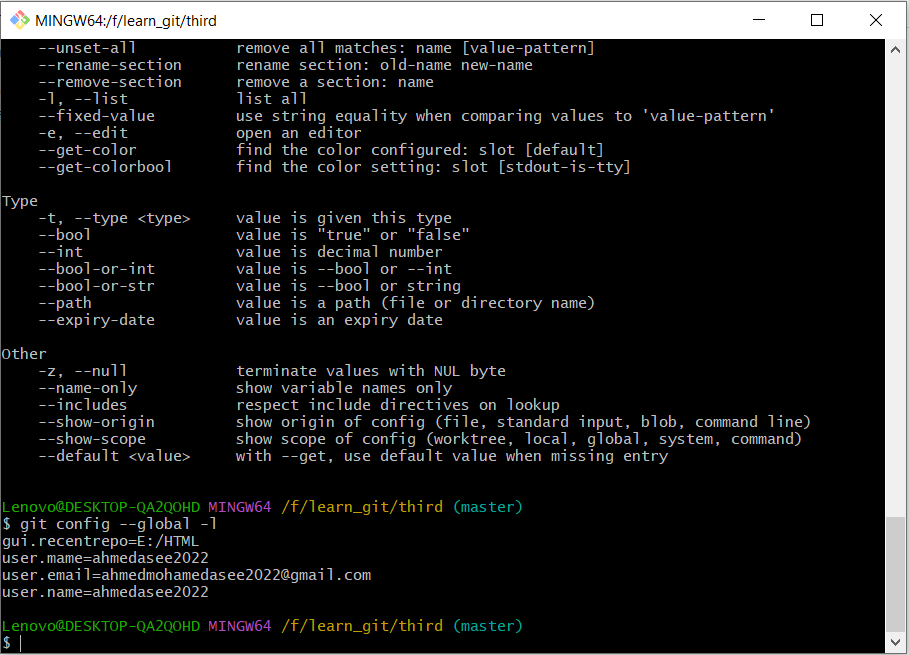 MINGW64:/f/learn_git/third
--unset-all remove all matches: name [value-pattern]
--rename-section rename section: old-name new-name
--remove-section remove a section: name
-l, --list list all
--fixed-value use string equality when comparing values to 'value-pattern'
-e, --edit open an editor
--get-color find the color configured: slot [default]
--get-colorbool find the color setting: slot [stdout-is-tty]
Type
-t, --type <type> value is given this type
--bool value is "true" or "false"
--int value is decimal number
--bool-or-int value is --bool or --int
--bool-or-str value is --bool or string
--path value is a path (file or directory name)
--expiry-date value is an expiry date
Other
-z, --null terminate values with NUL byte
--name-only show variable names only
--includes respect include directives on lookup
--show-origin show origin of config (file, standard input, blob, command line)
--show-scope show scope of config (worktree, local, global, system, command)
--default <value> with --get, use default value when missing entry
Lenovo@DESKTOP-QA2QOHD MINGW64 /f/learn_git/third (master)
$ git config --global -l
gui.recentrepo=E:/HTML
user.mame=ahmedasee2022
user.email=ahmedmohamedasee2022@gmail.com
user.name=ahmedasee2022
Lenovo@DESKTOP-QA2QOHD MINGW64 /f/learn_git/third (master)
$